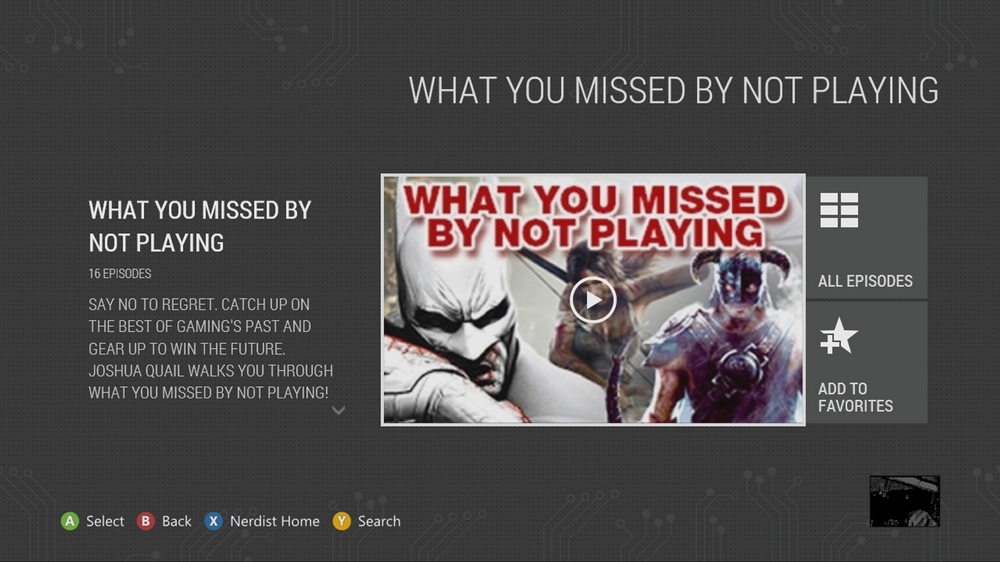 WHAT YOU MISSED BY NOT PLAYING
WHAT YOU MISSED BY
NOT PLAYING
16 EPISODES
SAY NO TO REGRET. CATCH UP ON
THE BEST OF GAMING'S PAST AND
GEAR UP TO WIN THE FUTURE.
JOSHUA QUAIL WALKS YOU THROUGH
WHAT YOU MISSED BY NOT PLAYING!
WHAT YOU MISSED
BY NOT PLAYING
ALL EPISODES
ADD TO
FAVORITES
A Select B Back X Nerdist Home Y Search